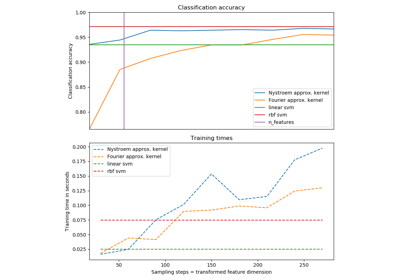 Classification accuracy
1.00
0.95
0.90
0.85
0.80
Classification accuracy
Nystroem approx. kernel
Fourier approx. kernel
linear svm
rbf svm
n_features
Training times
0.200
0.175
0.150
0.125
0.100
0.075
0.050
0.025
Training time in seconds
Nystroem approx. kernel
Fourier approx. kernel
linear svm
rbf svm
50 100 150 200 250
Sampling steps = transformed feature dimension